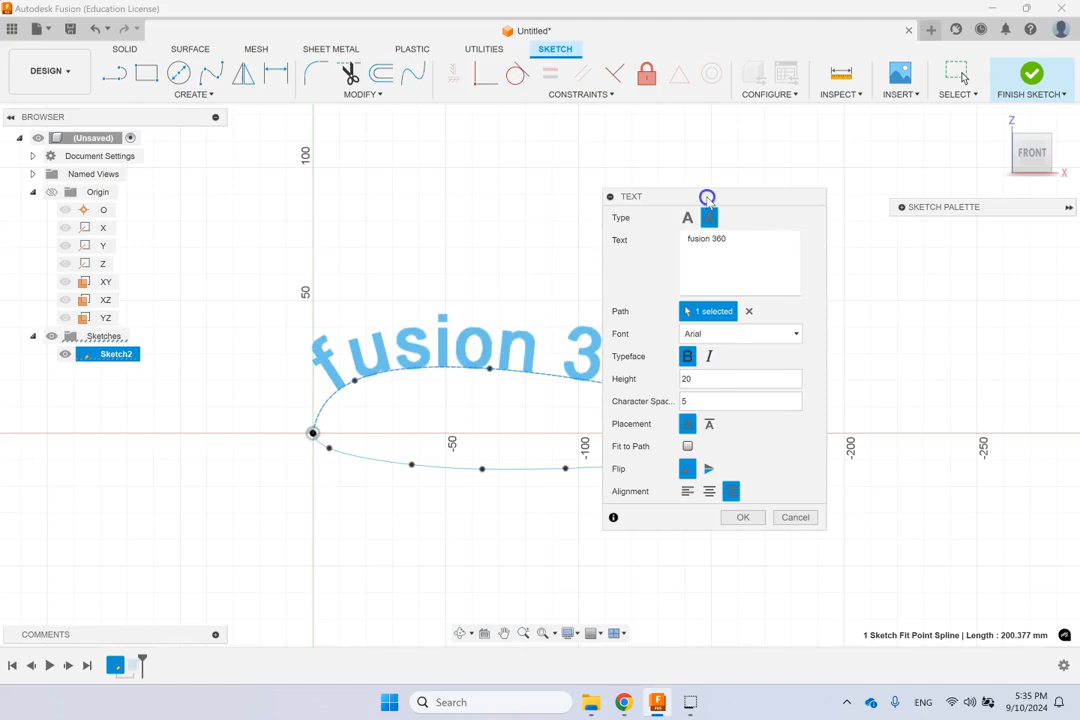 Autodesk Fusion (Education License)
Untitled*
DESIGN
SOLID SURFACE MESH SHEET METAL PLASTIC UTILITIES SKETCH
CREATE MODIFY CONSTRAINTS CONFIGURE INSPECT INSERT SELECT FINISH SKETCH
BROWSER
(Unsaved)
Document Settings
Named Views
Origin
O
X
Y
Z
XY
XZ
YZ
Sketches
Sketch2
100
50
-50
-100
-200
-250
fusion 3
Z
FRONT
X
SKETCH PALETTE
TEXT
Type A
Text fusion 360
Path 1 selected
Font Arial
Typeface B I
Height 20
Character Spac... 5
Placement
Fit to Path
Flip
Alignment
OK Cancel
COMMENTS
1 Sketch Fit Point Spline | Length : 200.377 mm
Search
ENG
5:35 PM
9/10/2024